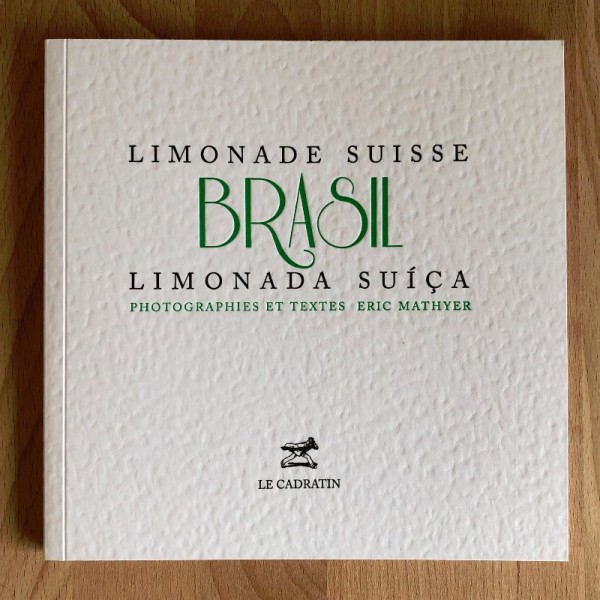 LIMONADE SUISSE
BRASIL
LIMONADA SUÍÇA
PHOTOGRAPHIES ET TEXTES ERIC MATHYER
LE CADRATIN